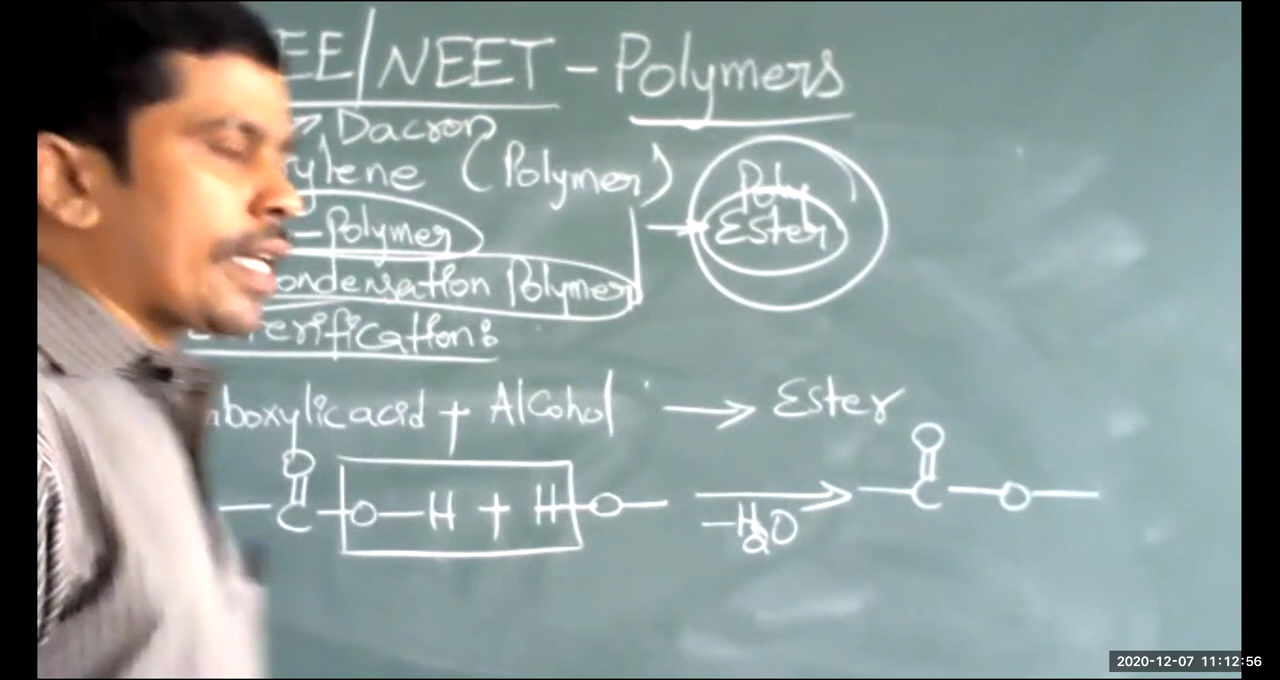 EE/NEET - Polymers
Dacron
ylene (Polymer) → Poly
Ester
-Polymer
ondensation Polymer
erification:
boxylic acid + Alcohol → Ester
O O
— C — O — H + H — O — → — C — O —
-H2O
2020-12-07 11:12:56